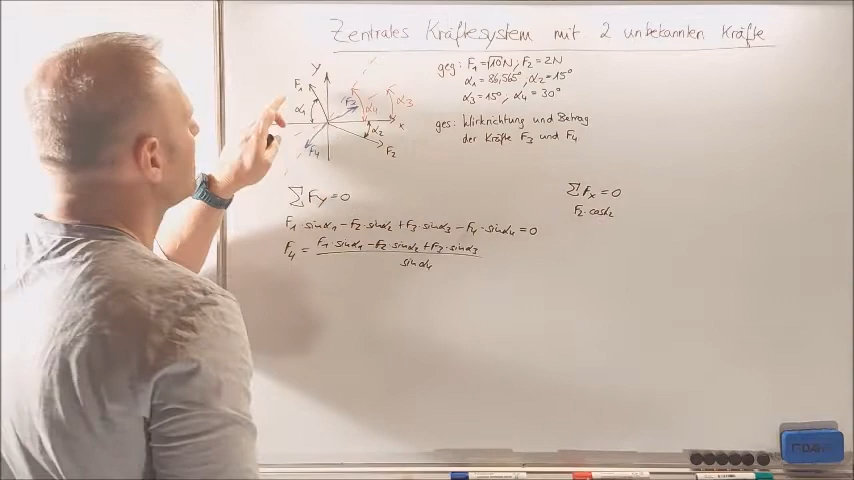 Zentrales Kräftesystem mit 2 unbekannten Kräfte
geg: F₁=√10 N; F₂=2N
α₁=86,565°, α₂=15°
α₃=15°, α₄=30°
ges: Wirkrichtung und Betrag
der Kräfte F₃ und F₄
y
F₁
α₁
F₃
α₄
α₃
x
α₂
F₄
F₂
∑Fy=0
F₁·sinα₁-F₂·sinα₂+F₃·sinα₃-F₄·sinα₄=0
F₄ = F₁·sinα₁-F₂·sinα₂+F₃·sinα₃
sinα₄
∑Fx=0
F₂·cosα₂